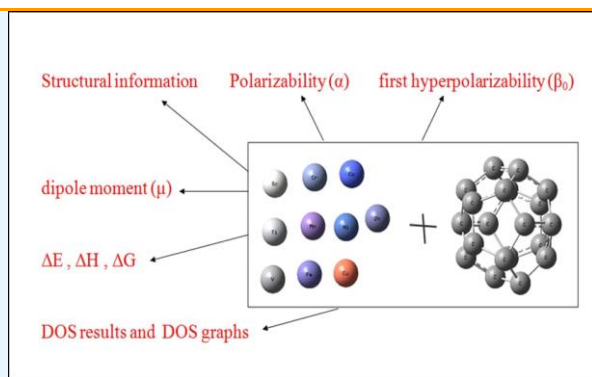 Structural information
Polarizability (α)
first hyperpolarizability (β₀)
dipole moment (μ)
ΔE , ΔH , ΔG
DOS results and DOS graphs
+